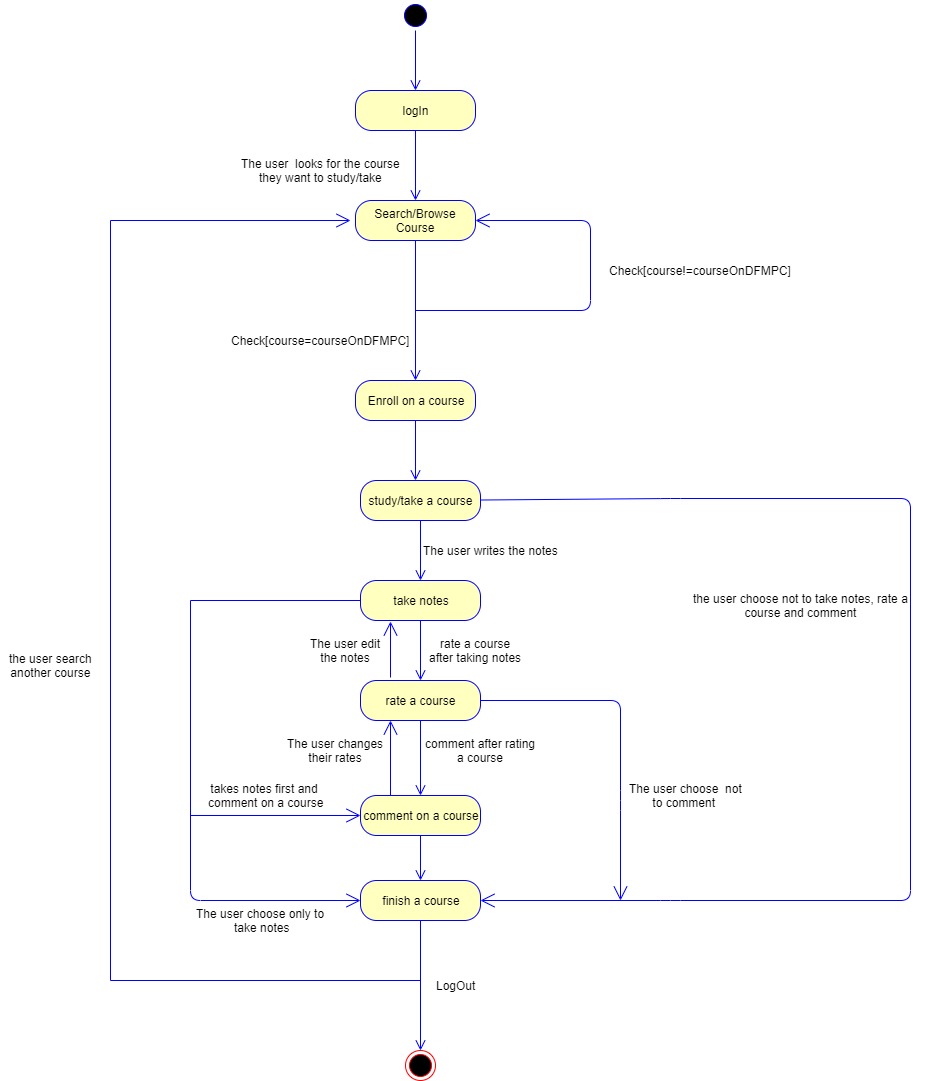 logIn
The user  looks for the course
they want to study/take
Search/Browse
Course
Check[course!=courseOnDFMPC]
Check[course=courseOnDFMPC]
Enroll on a course
study/take a course
The user writes the notes
take notes
the user choose not to take notes, rate a
course and comment
The user edit
the notes
rate a course
after taking notes
the user search
another course
rate a course
The user changes
their rates
comment after rating
a course
takes notes first and
comment on a course
The user choose  not
to comment
comment on a course
finish a course
The user choose only to
take notes
LogOut